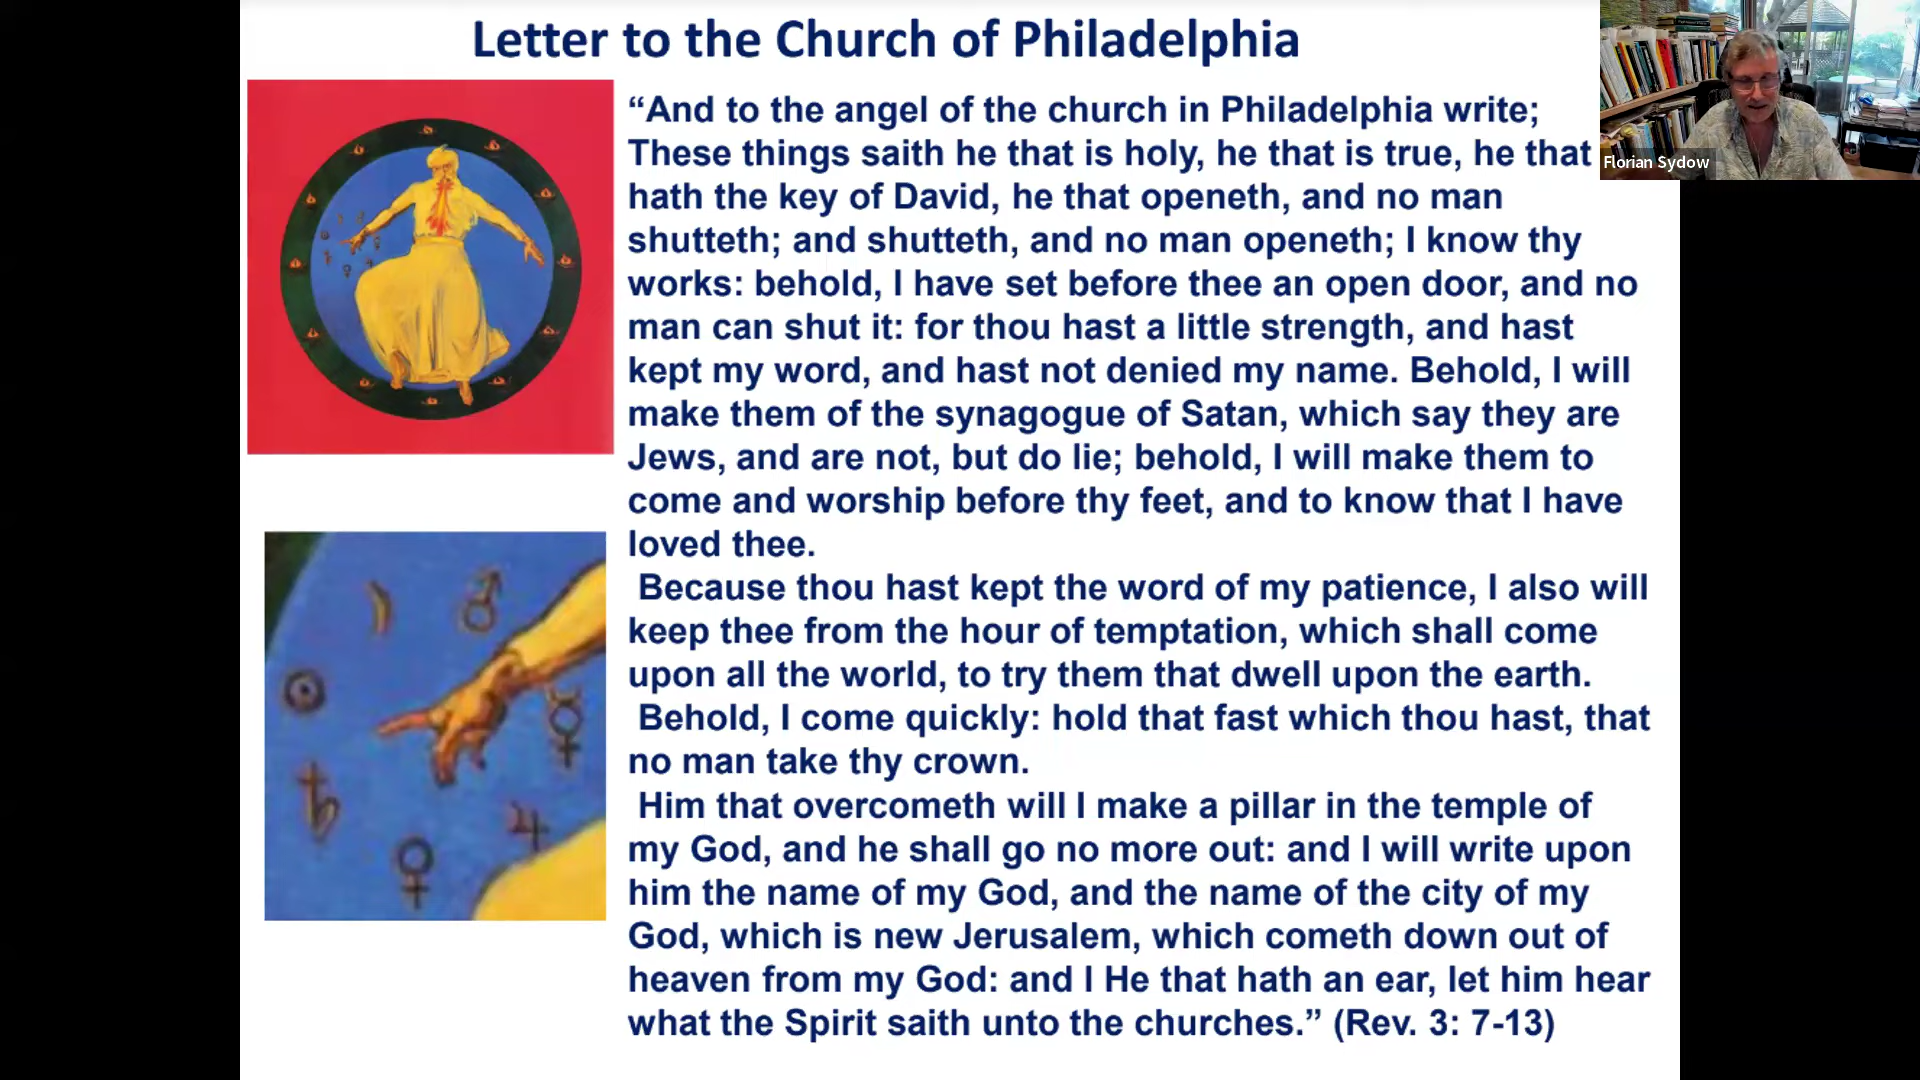 Letter to the Church of Philadelphia
“And to the angel of the church in Philadelphia write;
These things saith he that is holy, he that is true, he that
hath the key of David, he that openeth, and no man
shutteth; and shutteth, and no man openeth; I know thy
works: behold, I have set before thee an open door, and no
man can shut it: for thou hast a little strength, and hast
kept my word, and hast not denied my name. Behold, I will
make them of the synagogue of Satan, which say they are
Jews, and are not, but do lie; behold, I will make them to
come and worship before thy feet, and to know that I have
loved thee.
Because thou hast kept the word of my patience, I also will
keep thee from the hour of temptation, which shall come
upon all the world, to try them that dwell upon the earth.
Behold, I come quickly: hold that fast which thou hast, that
no man take thy crown.
Him that overcometh will I make a pillar in the temple of
my God, and he shall go no more out: and I will write upon
him the name of my God, and the name of the city of my
God, which is new Jerusalem, which cometh down out of
heaven from my God: and I He that hath an ear, let him hear
what the Spirit saith unto the churches.” (Rev. 3: 7-13)
Florian Sydow